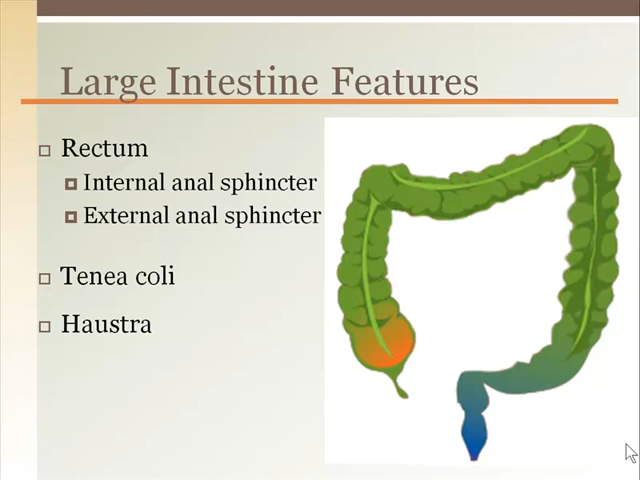 Large Intestine Features
Rectum
Internal anal sphincter
External anal sphincter
Tenea coli
Haustra